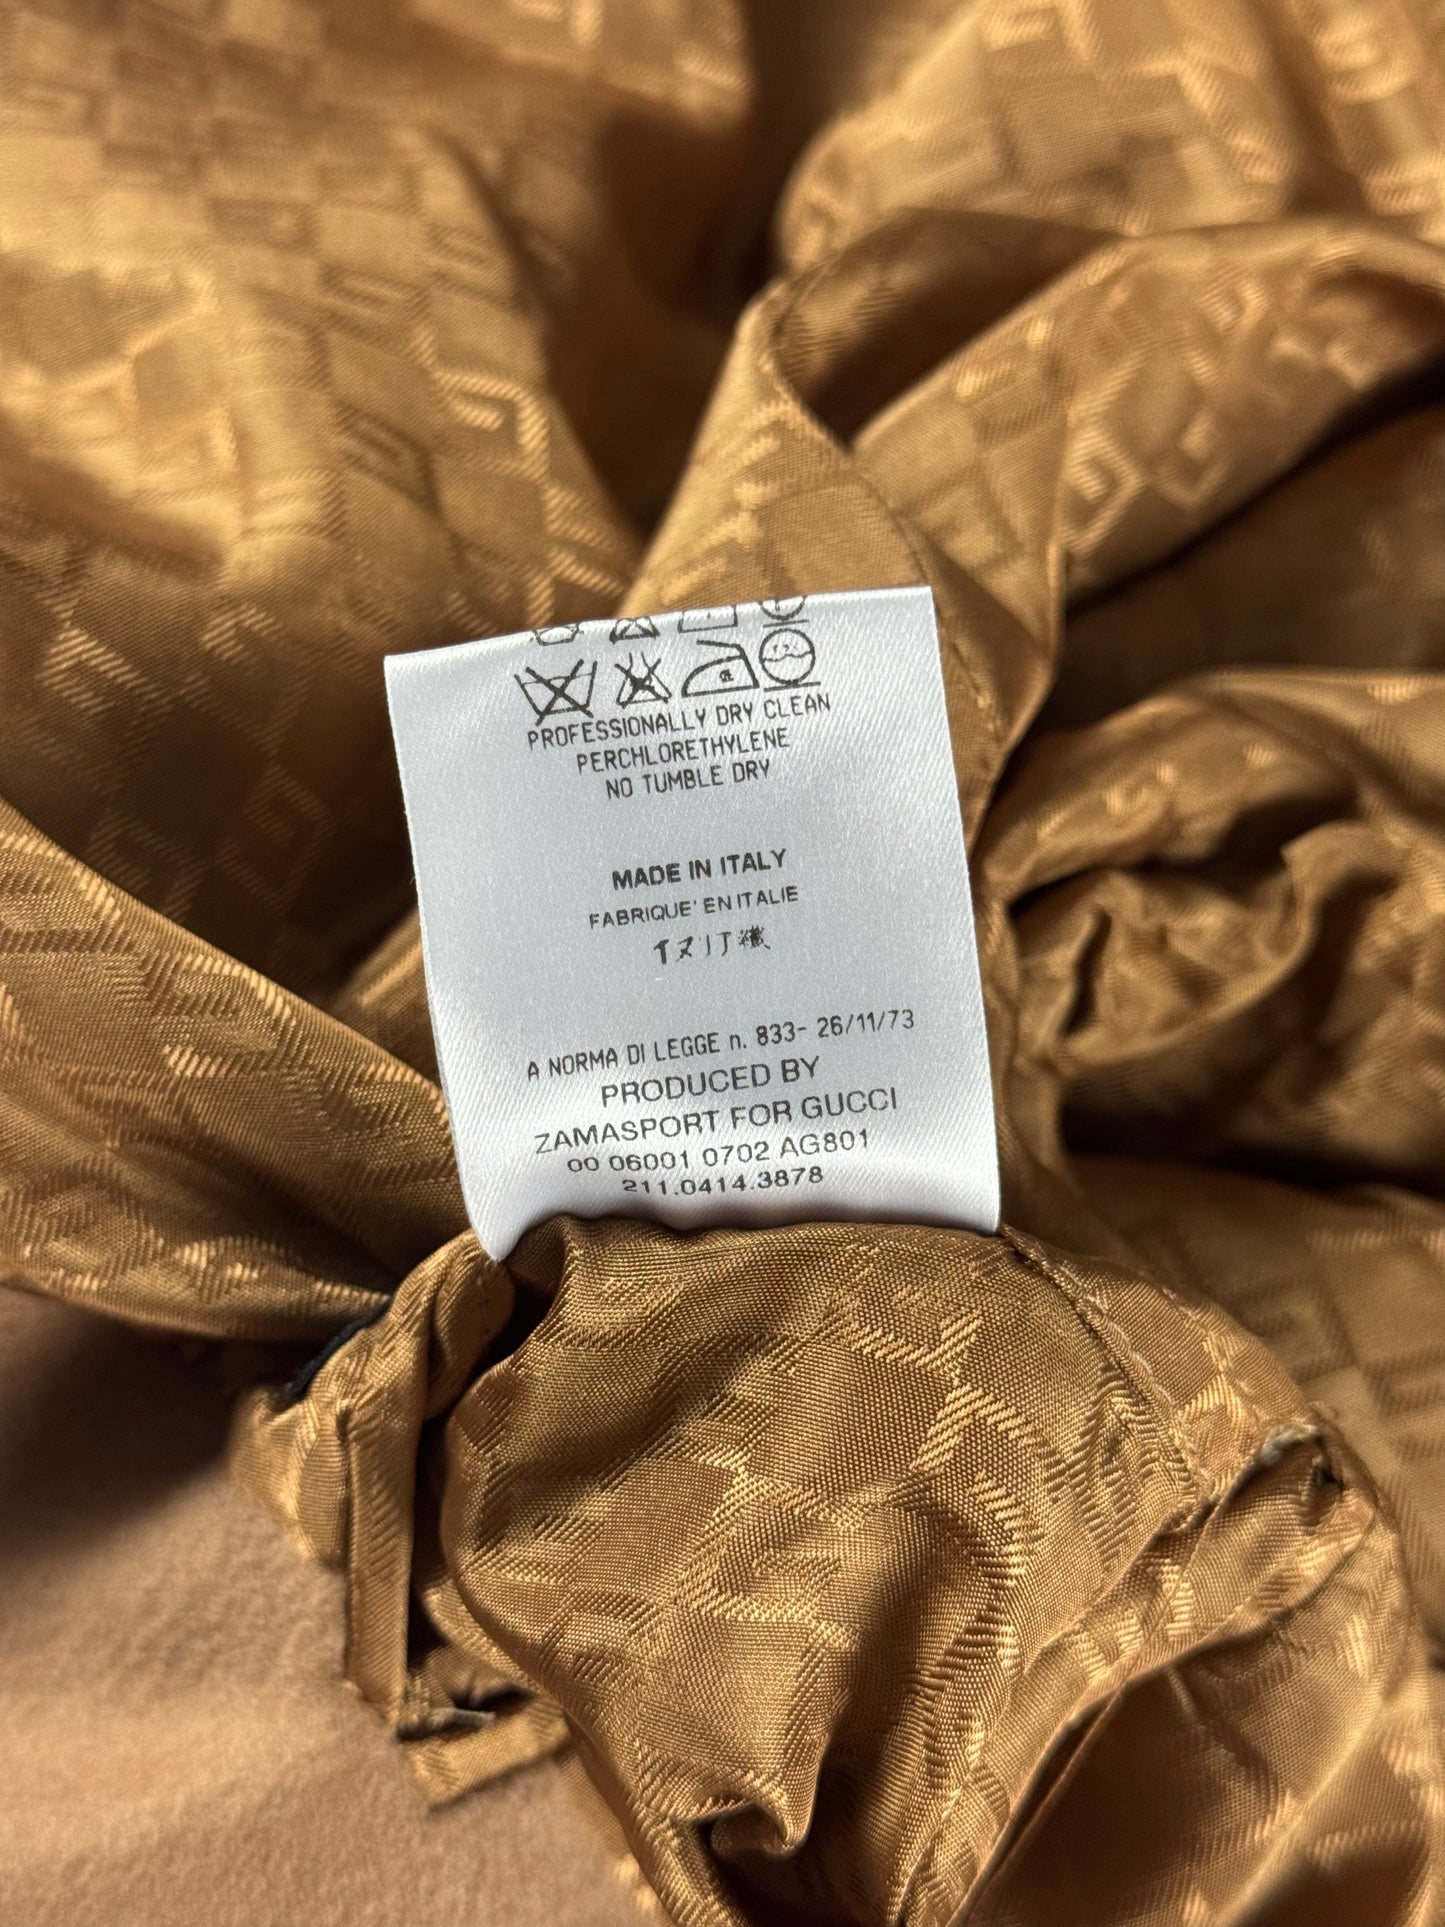 PROFESSIONALLY DRY CLEAN
PERCHLORETHYLENE
NO TUMBLE DRY
MADE IN ITALY
FABRIQUE' EN ITALIE
A NORMA DI LEGGE n. 833- 26/11/73
PRODUCED BY
ZAMASPORT FOR GUCCI
00 06001 0702 AG801
211.0414.3878